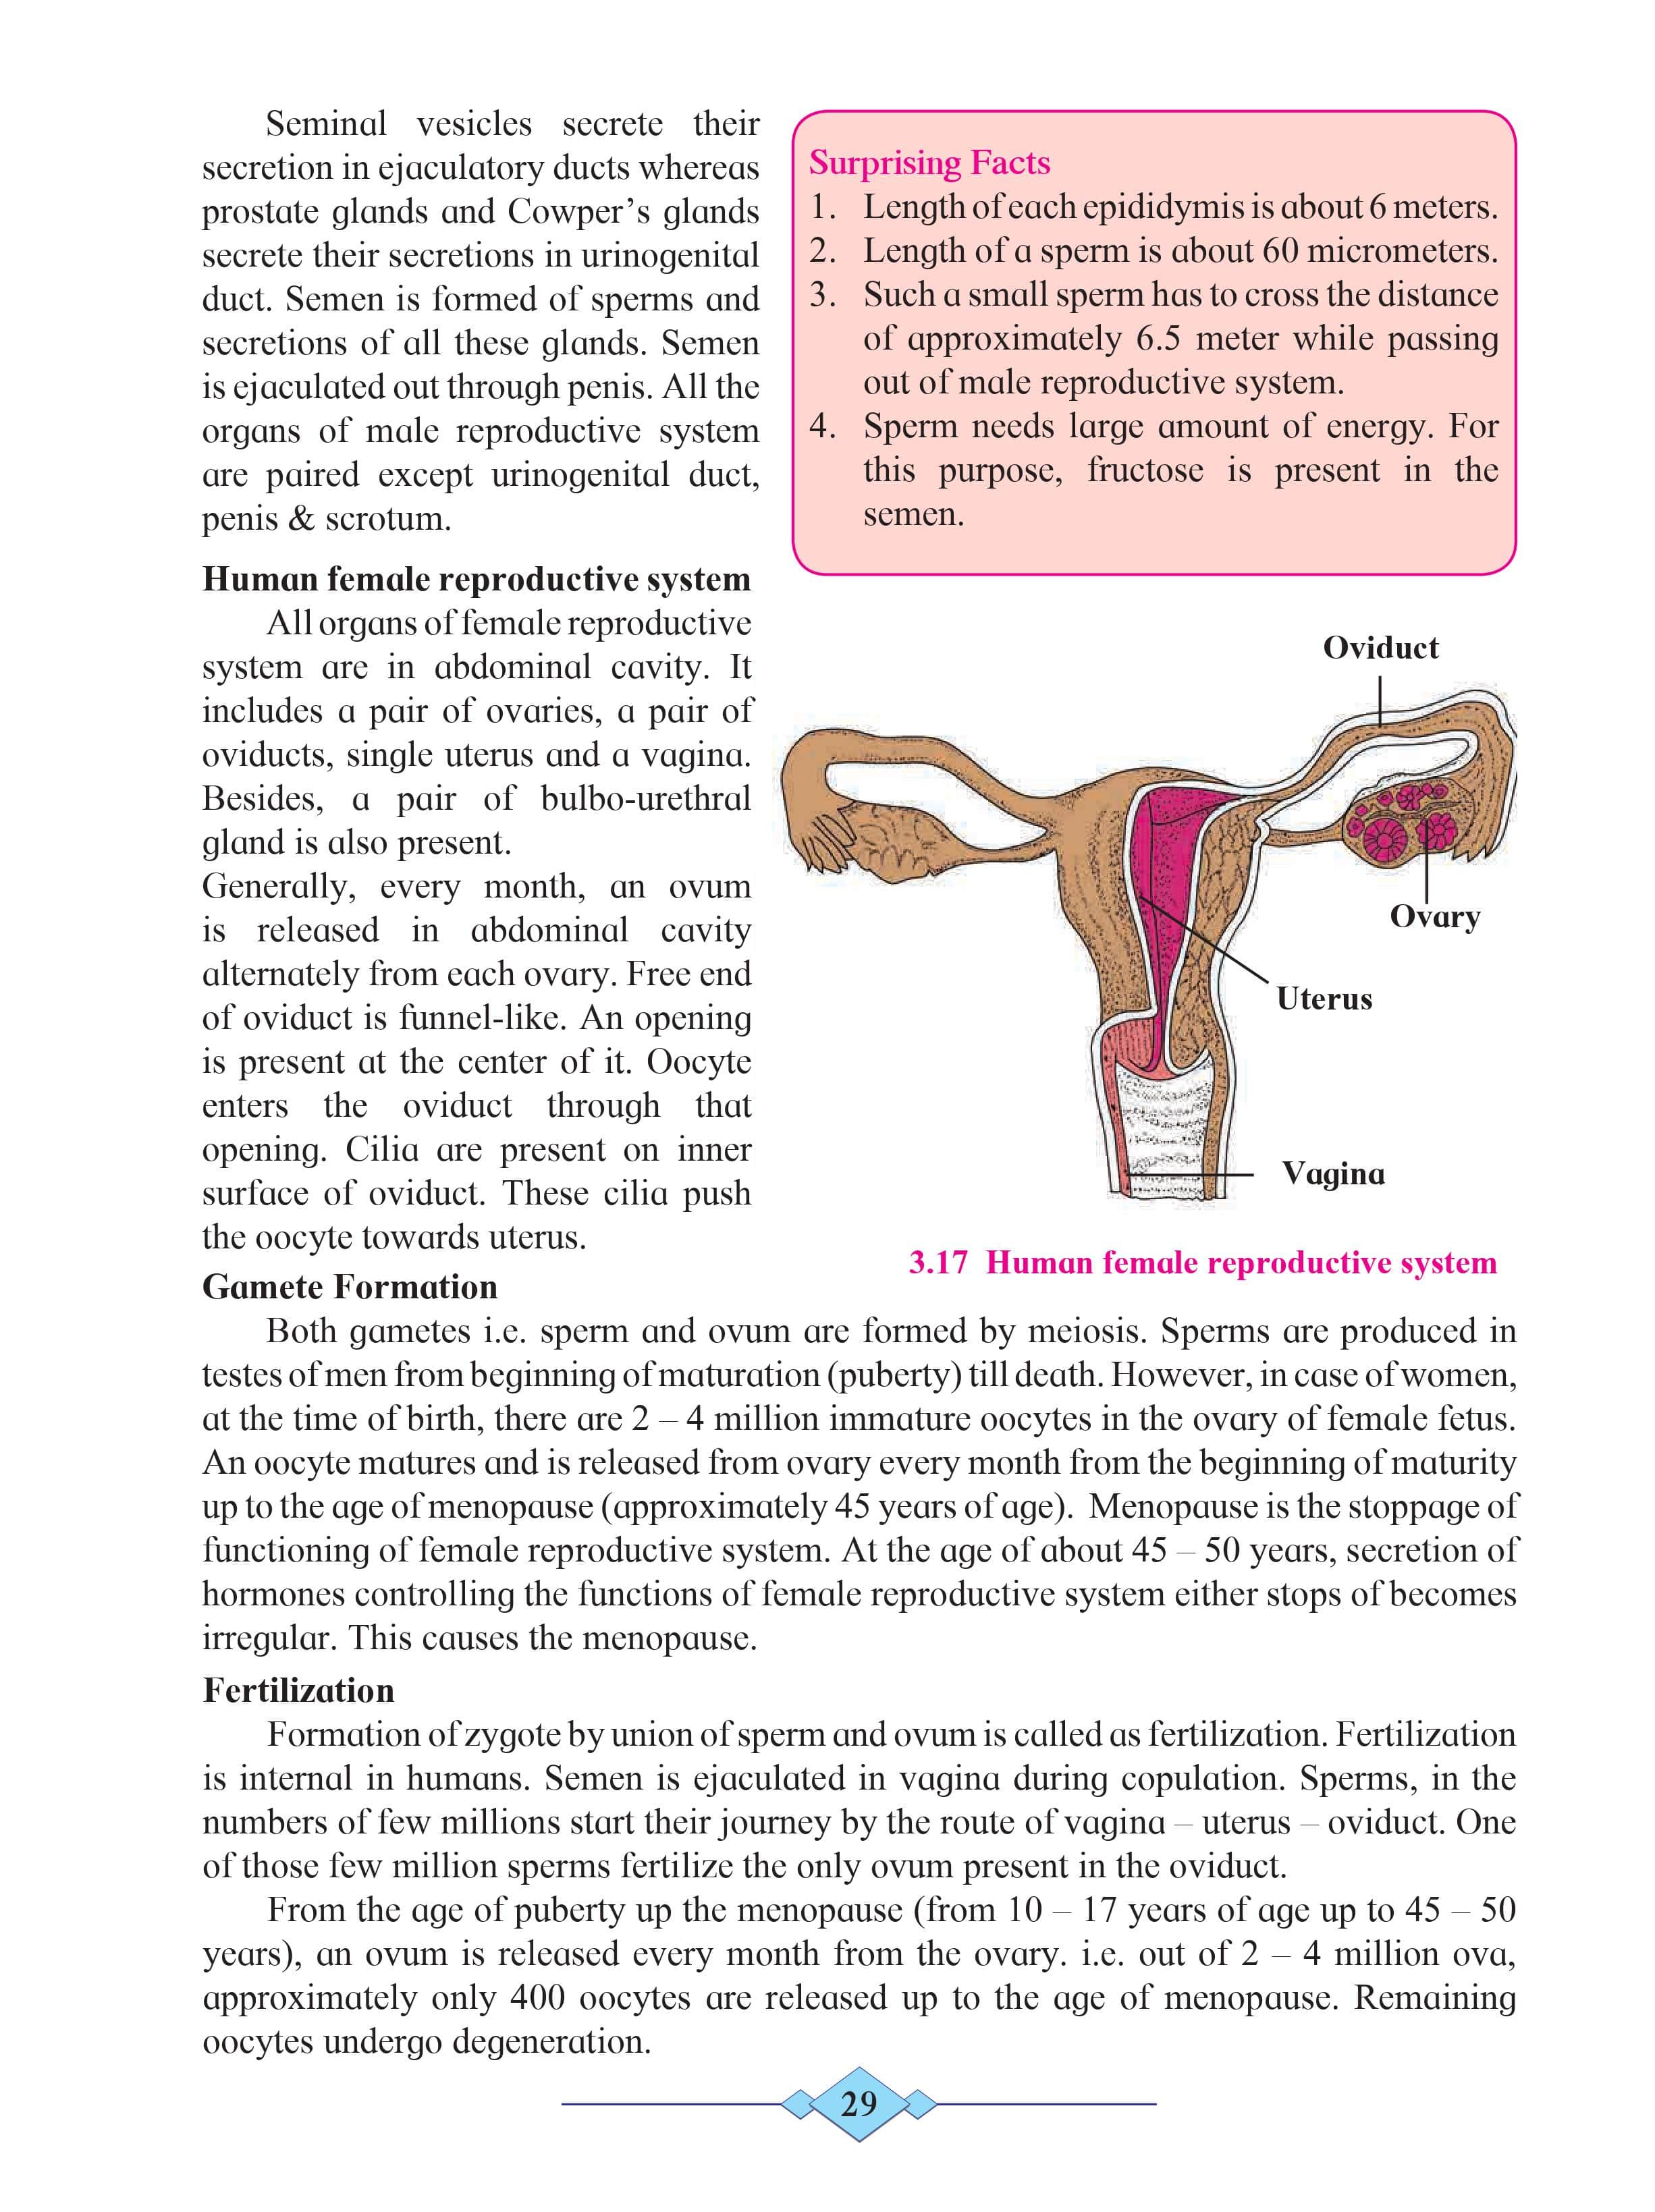 Seminal vesicles secrete their
secretion in ejaculatory ducts whereas
prostate glands and Cowper’s glands
secrete their secretions in urinogenital
duct. Semen is formed of sperms and
secretions of all these glands. Semen
is ejaculated out through penis. All the
organs of male reproductive system
are paired except urinogenital duct,
penis & scrotum.
Surprising Facts
1. Length of each epididymis is about 6 meters.
2. Length of a sperm is about 60 micrometers.
3. Such a small sperm has to cross the distance
of approximately 6.5 meter while passing
out of male reproductive system.
4. Sperm needs large amount of energy. For
this purpose, fructose is present in the
semen.
Human female reproductive system
All organs of female reproductive
system are in abdominal cavity. It
includes a pair of ovaries, a pair of
oviducts, single uterus and a vagina.
Besides, a pair of bulbo-urethral
gland is also present.
Generally, every month, an ovum
is released in abdominal cavity
alternately from each ovary. Free end
of oviduct is funnel-like. An opening
is present at the center of it. Oocyte
enters the oviduct through that
opening. Cilia are present on inner
surface of oviduct. These cilia push
the oocyte towards uterus.
Oviduct
Ovary
Uterus
Vagina
3.17 Human female reproductive system
Gamete Formation
Both gametes i.e. sperm and ovum are formed by meiosis. Sperms are produced in
testes of men from beginning of maturation (puberty) till death. However, in case of women,
at the time of birth, there are 2 – 4 million immature oocytes in the ovary of female fetus.
An oocyte matures and is released from ovary every month from the beginning of maturity
up to the age of menopause (approximately 45 years of age). Menopause is the stoppage of
functioning of female reproductive system. At the age of about 45 – 50 years, secretion of
hormones controlling the functions of female reproductive system either stops of becomes
irregular. This causes the menopause.
Fertilization
Formation of zygote by union of sperm and ovum is called as fertilization. Fertilization
is internal in humans. Semen is ejaculated in vagina during copulation. Sperms, in the
numbers of few millions start their journey by the route of vagina – uterus – oviduct. One
of those few million sperms fertilize the only ovum present in the oviduct.
From the age of puberty up the menopause (from 10 – 17 years of age up to 45 – 50
years), an ovum is released every month from the ovary. i.e. out of 2 – 4 million ova,
approximately only 400 oocytes are released up to the age of menopause. Remaining
oocytes undergo degeneration.
29